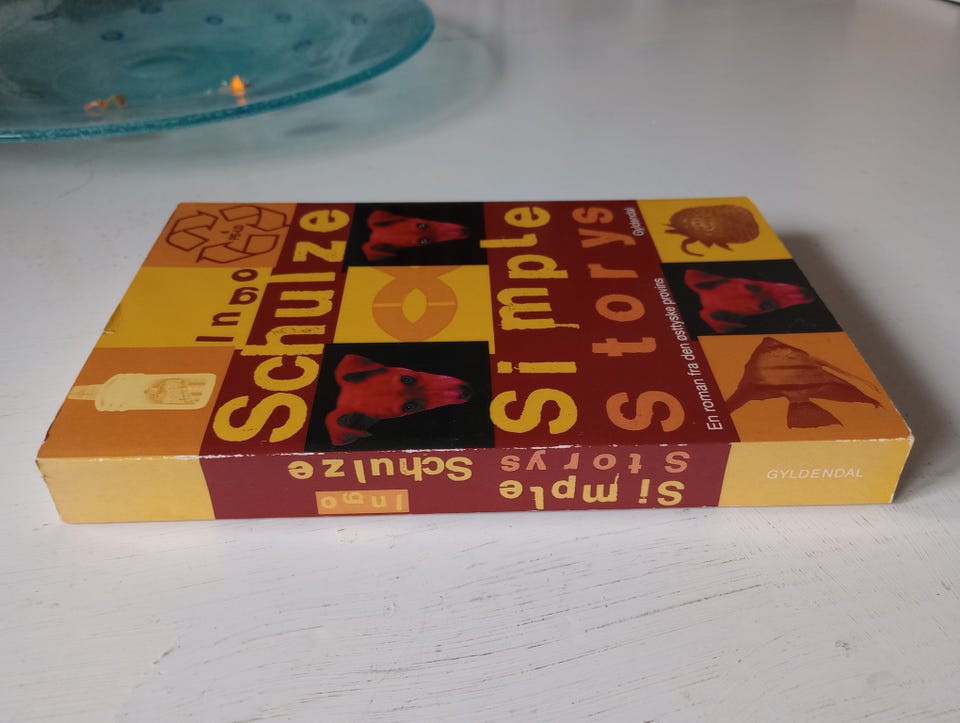 Ingo
Schulze
Simple
Storys
En roman fra den østtyske provins
Gyldendal
Ingo
Schulze
Simple
Storys
GYLDENDAL